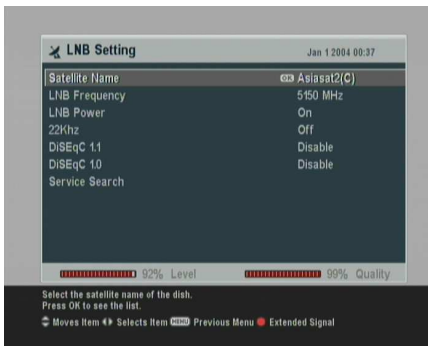 LNB Setting
Jan 1 2004 00:37
Satellite Name OK Asiasat2(C)
LNB Frequency 5150 MHz
LNB Power On
22Khz Off
DiSEqC 1.1 Disable
DiSEqC 1.0 Disable
Service Search
92% Level 99% Quality
Select the satellite name of the dish.
Press OK to see the list.
Moves Item Selects Item MENU Previous Menu Extended Signal